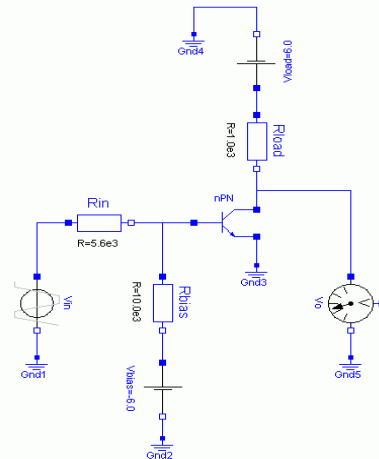 Gnd4
Vload=6.0
Rload
R=1.0e3
nPN
Rin
R=5.6e3
Gnd3
Vin
Rbias
R=10.0e3
Vo
Gnd1
Gnd5
Vbias=-6.0
Gnd2